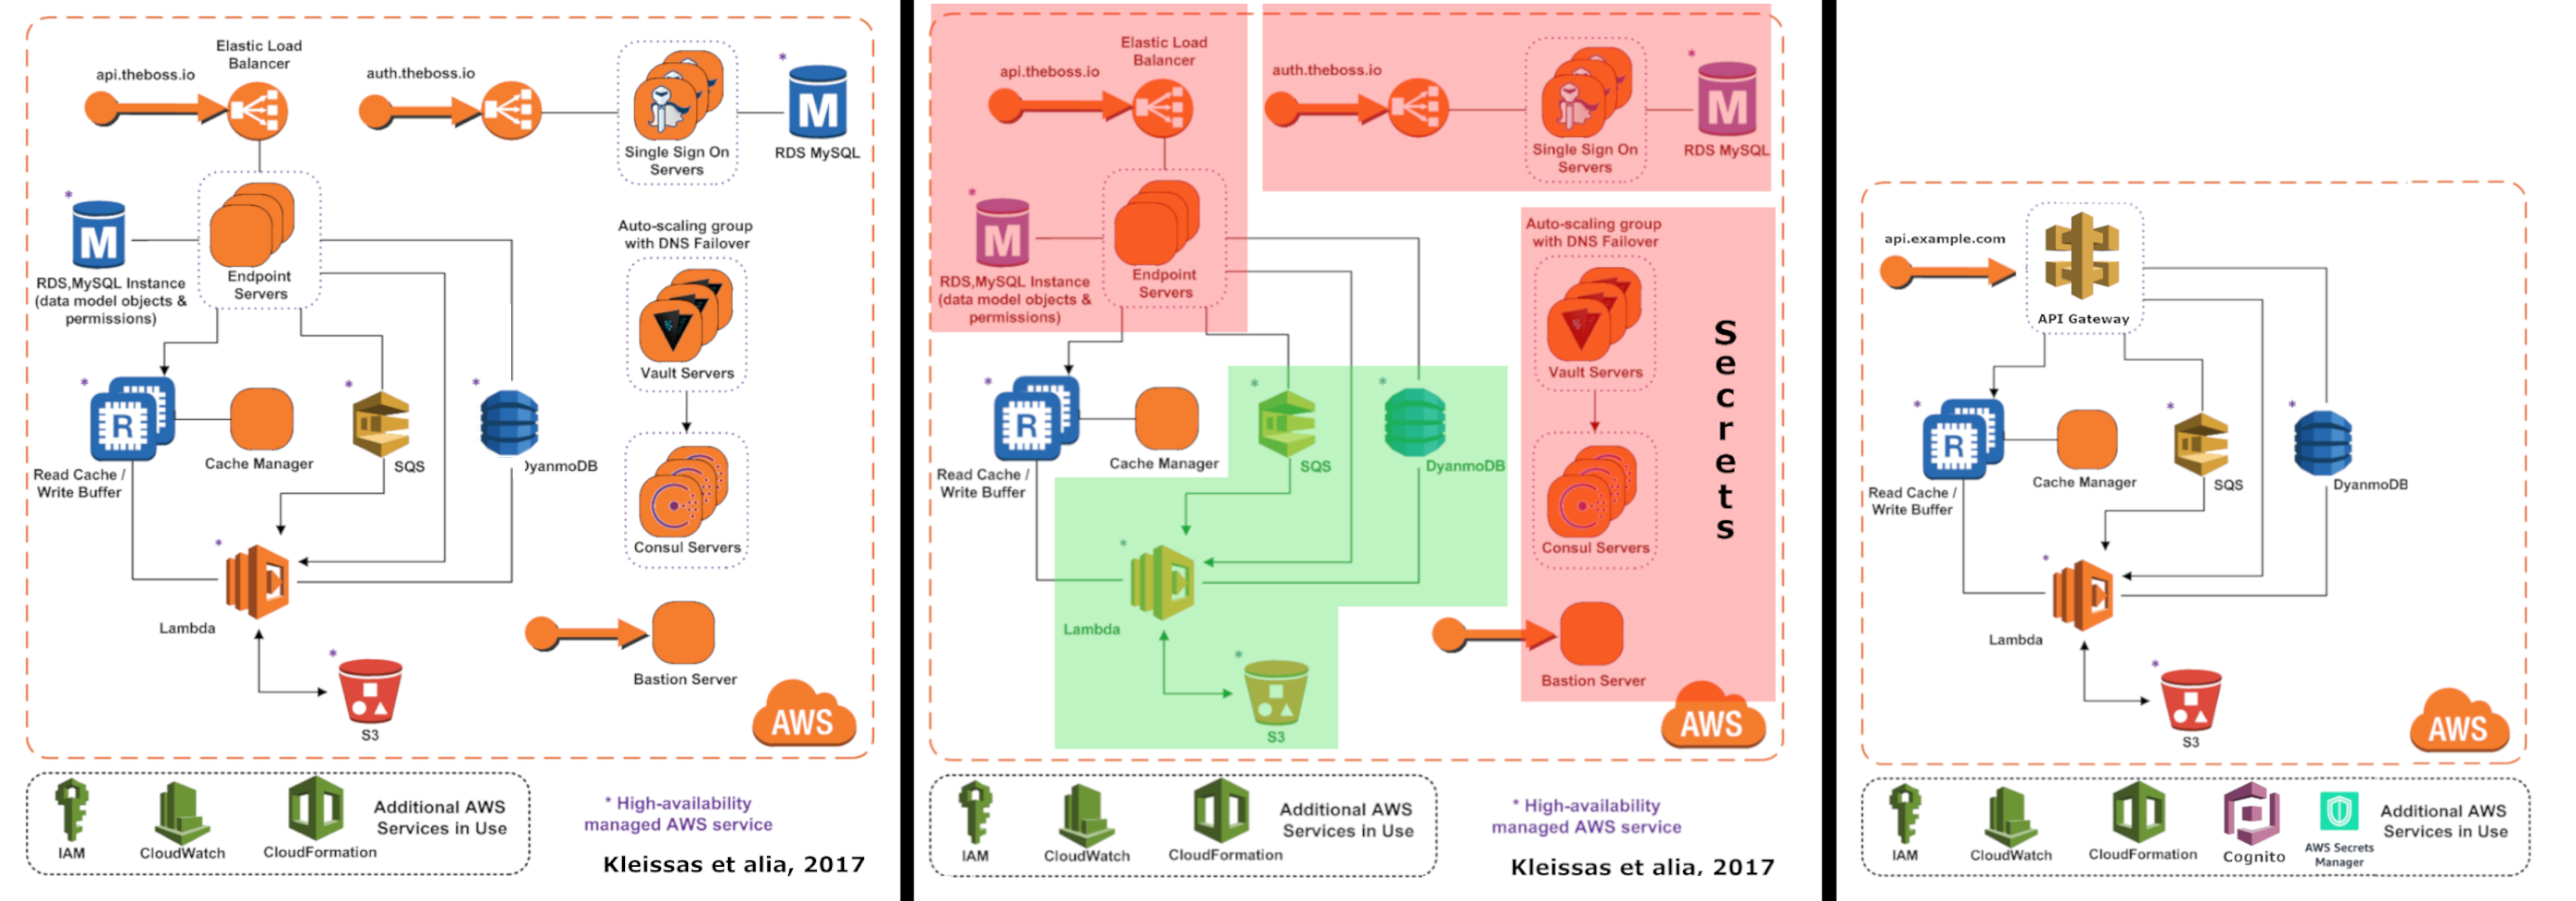 Elastic Load
Balancer
api.theboss.io
auth.theboss.io
*
M
Single Sign On
Servers
RDS MySQL
*
M
RDS,MySQL Instance
(data model objects &
permissions)
Endpoint
Servers
Auto-scaling group
with DNS Failover
Vault Servers
*
R
Read Cache /
Write Buffer
Cache Manager
*
SQS
*
DyanmoDB
Consul Servers
*
Lambda
*
S3
Bastion Server
AWS
IAM
CloudWatch
CloudFormation
Additional AWS
Services in Use
* High-availability
managed AWS service
Kleissas et alia, 2017
Elastic Load
Balancer
api.theboss.io
auth.theboss.io
*
M
Single Sign On
Servers
RDS MySQL
*
M
RDS,MySQL Instance
(data model objects &
permissions)
Endpoint
Servers
Auto-scaling group
with DNS Failover
Vault Servers
Secrets
*
R
Read Cache /
Write Buffer
Cache Manager
*
SQS
*
DyanmoDB
Consul Servers
*
Lambda
*
S3
Bastion Server
AWS
IAM
CloudWatch
CloudFormation
Additional AWS
Services in Use
* High-availability
managed AWS service
Kleissas et alia, 2017
api.example.com
API Gateway
*
R
Read Cache /
Write Buffer
Cache Manager
*
SQS
*
DyanmoDB
*
Lambda
*
S3
AWS
IAM
CloudWatch
CloudFormation
Cognito
AWS Secrets
Manager
Additional AWS
Services in Use